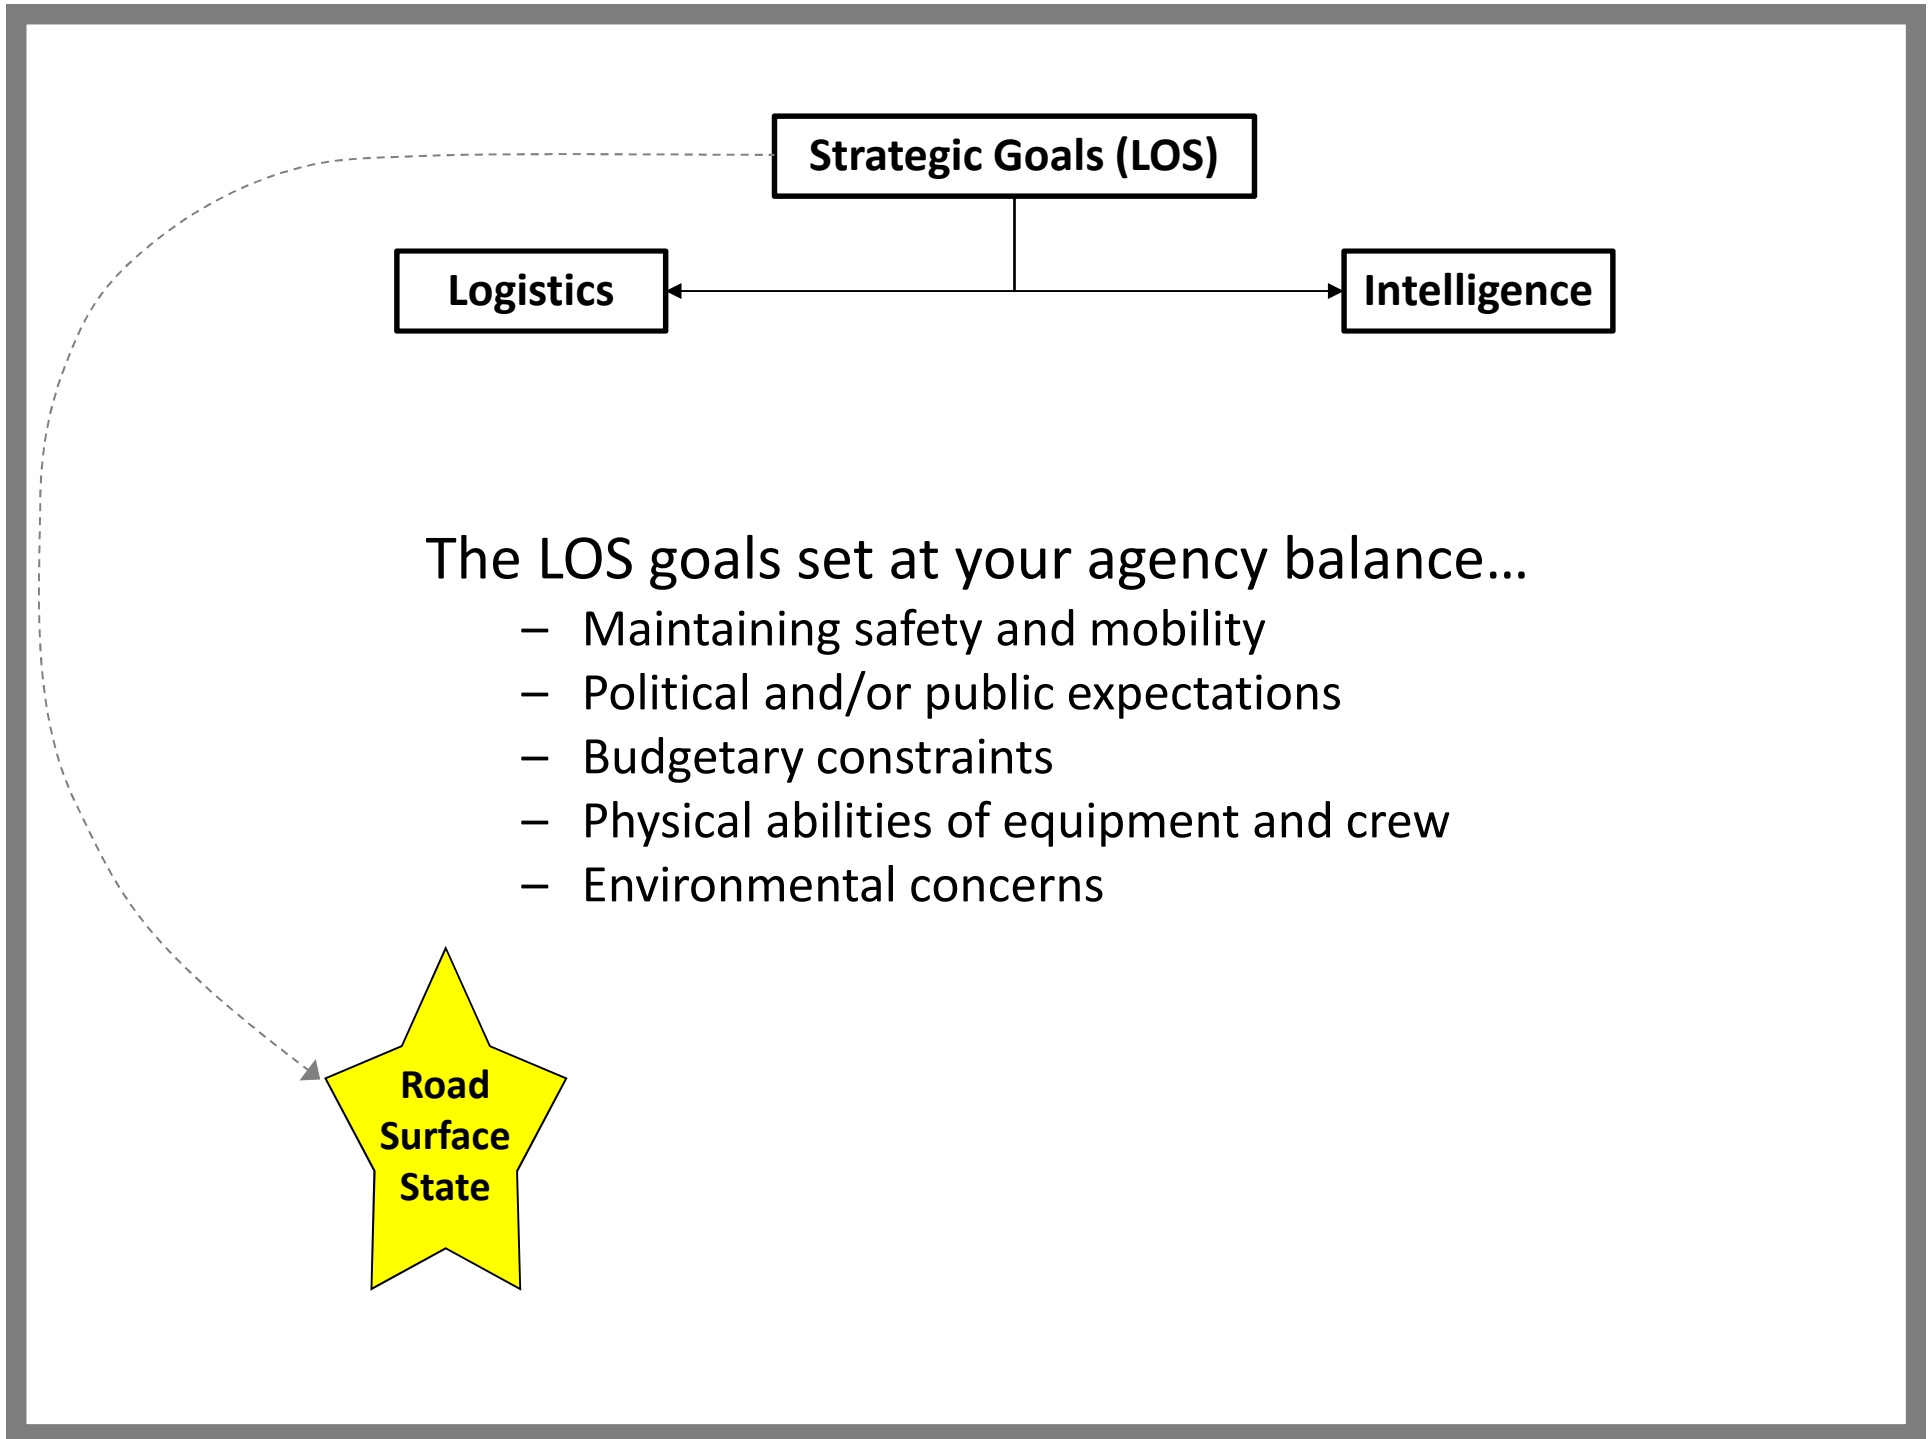 Strategic Goals (LOS)
Logistics
Intelligence
The LOS goals set at your agency balance…
– Maintaining safety and mobility
– Political and/or public expectations
– Budgetary constraints
– Physical abilities of equipment and crew
– Environmental concerns
Road
Surface
State